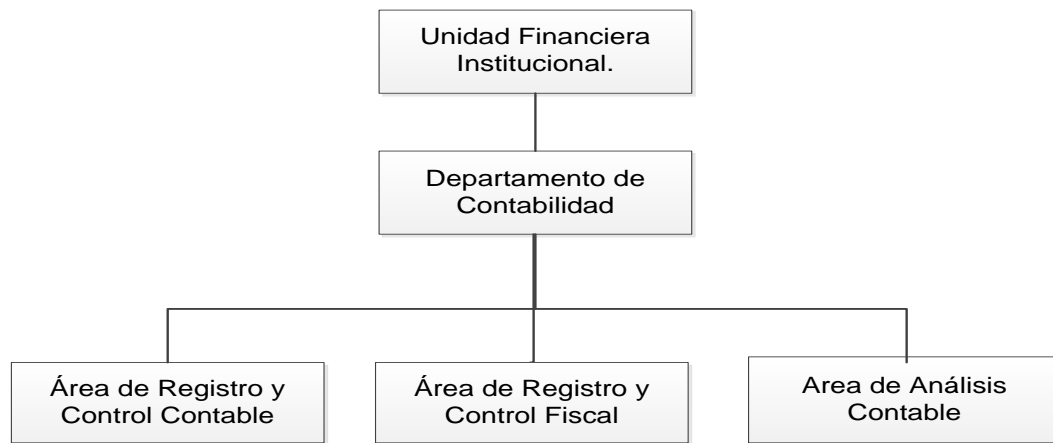 Unidad Financiera
Institucional.
Departamento de
Contabilidad
Área de Registro y
Control Contable
Área de Registro y
Control Fiscal
Area de Análisis
Contable